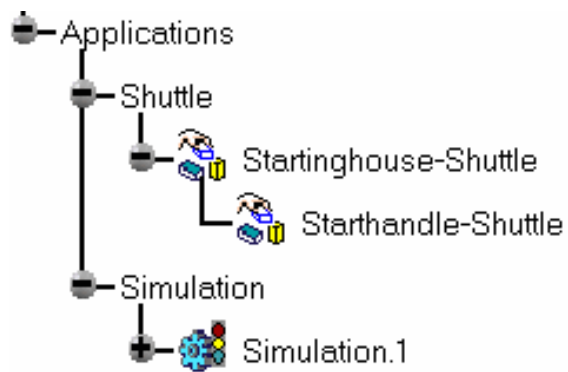 Applications
Shuttle
Startinghouse-Shuttle
Starthandle-Shuttle
Simulation
Simulation.1